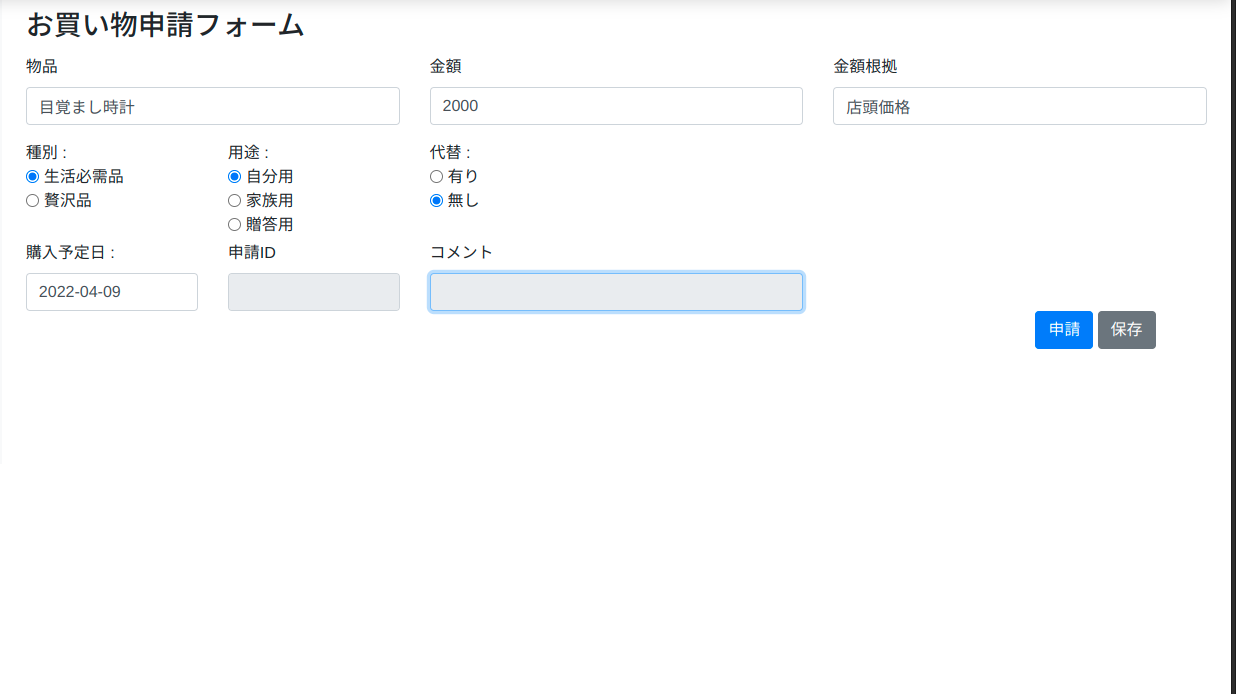 お買い物申請フォーム
物品 金額 金額根拠
目覚まし時計 2000 店頭価格
種別 : 用途 : 代替 :
生活必需品 自分用 有り
贅沢品 家族用 無し
贈答用
購入予定日 : 申請ID コメント
2022-04-09
申請 保存